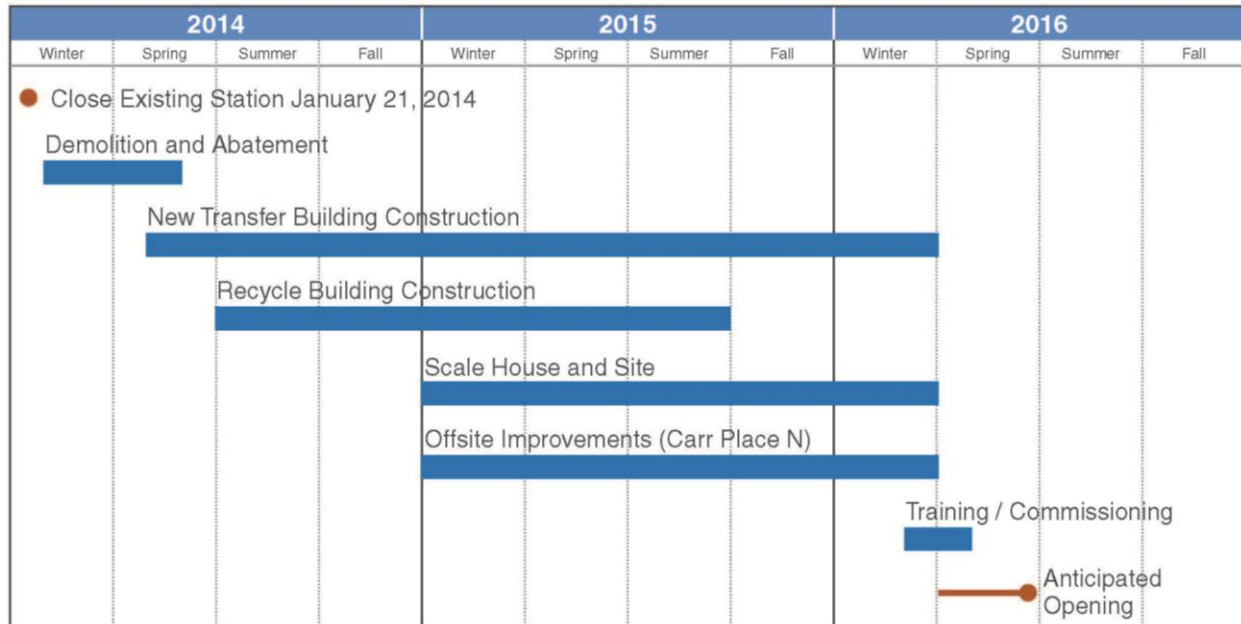 2014 2015 2016
Winter Spring Summer Fall Winter Spring Summer Fall Winter Spring Summer Fall
Close Existing Station January 21, 2014
Demolition and Abatement
New Transfer Building Construction
Recycle Building Construction
Scale House and Site
Offsite Improvements (Carr Place N)
Training / Commissioning
Anticipated
Opening